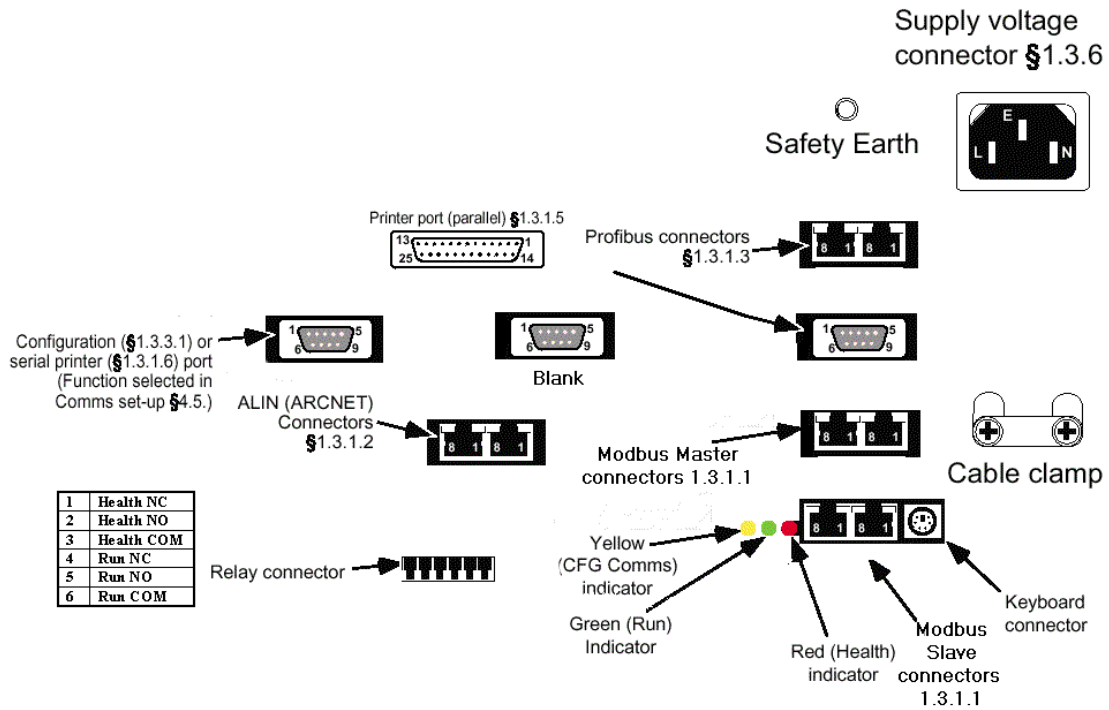 Supply voltage
connector §1.3.6
E
L
N
Safety Earth
Printer port (parallel) §1.3.1.5
13
1
25
14
Profibus connectors
§1.3.1.3
8 1 8 1
Configuration (§1.3.3.1) or
serial printer (§1.3.1.6) port
(Function selected in
Comms set-up §4.5.)
1
5
6
9
1
5
6
9
Blank
1
5
6
9
ALIN (ARCNET)
Connectors
§1.3.1.2
8 1 8 1
Modbus Master
connectors 1.3.1.1
8 1 8 1
Cable clamp
1 Health NC
2 Health NO
3 Health COM
4 Run NC
5 Run NO
6 Run COM
Relay connector
8 1 8 1
Yellow
(CFG Comms)
indicator
Green (Run)
Indicator
Red (Health)
indicator
Modbus
Slave
connectors
1.3.1.1
Keyboard
connector